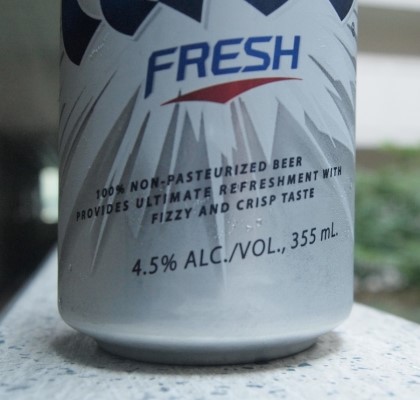 FRESH
100% NON-PASTEURIZED BEER
PROVIDES ULTIMATE REFRESHMENT WITH
FIZZY AND CRISP TASTE
4.5% ALC./VOL., 355 mL.